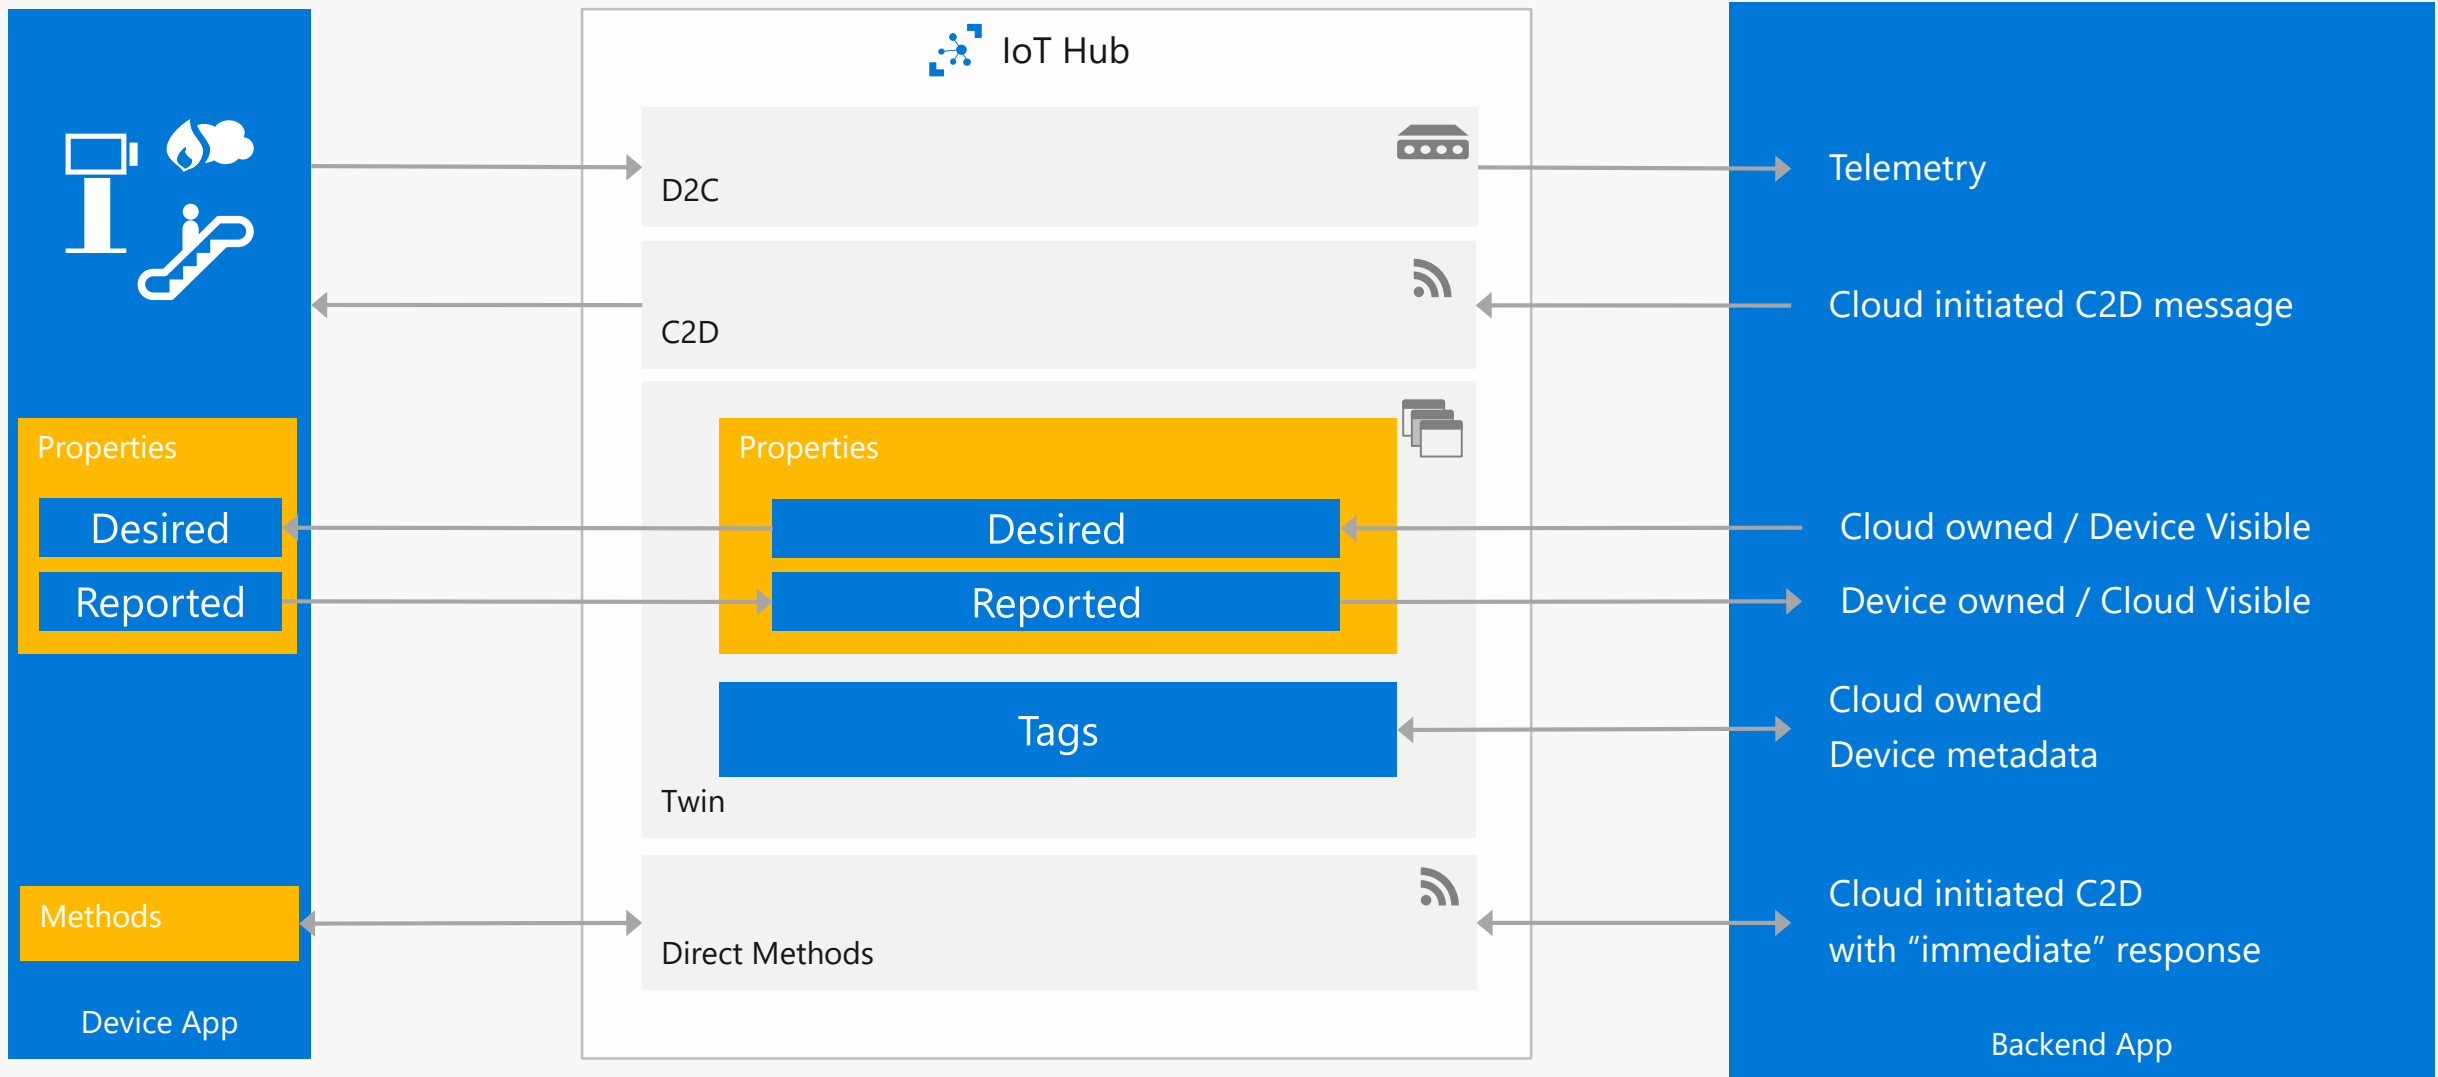 IoT Hub
D2C
Telemetry
C2D
Cloud initiated C2D message
Properties
Desired
Reported
Properties
Desired
Reported
Cloud owned / Device Visible
Device owned / Cloud Visible
Tags
Cloud owned
Device metadata
Twin
Methods
Direct Methods
Cloud initiated C2D
with “immediate” response
Device App
Backend App